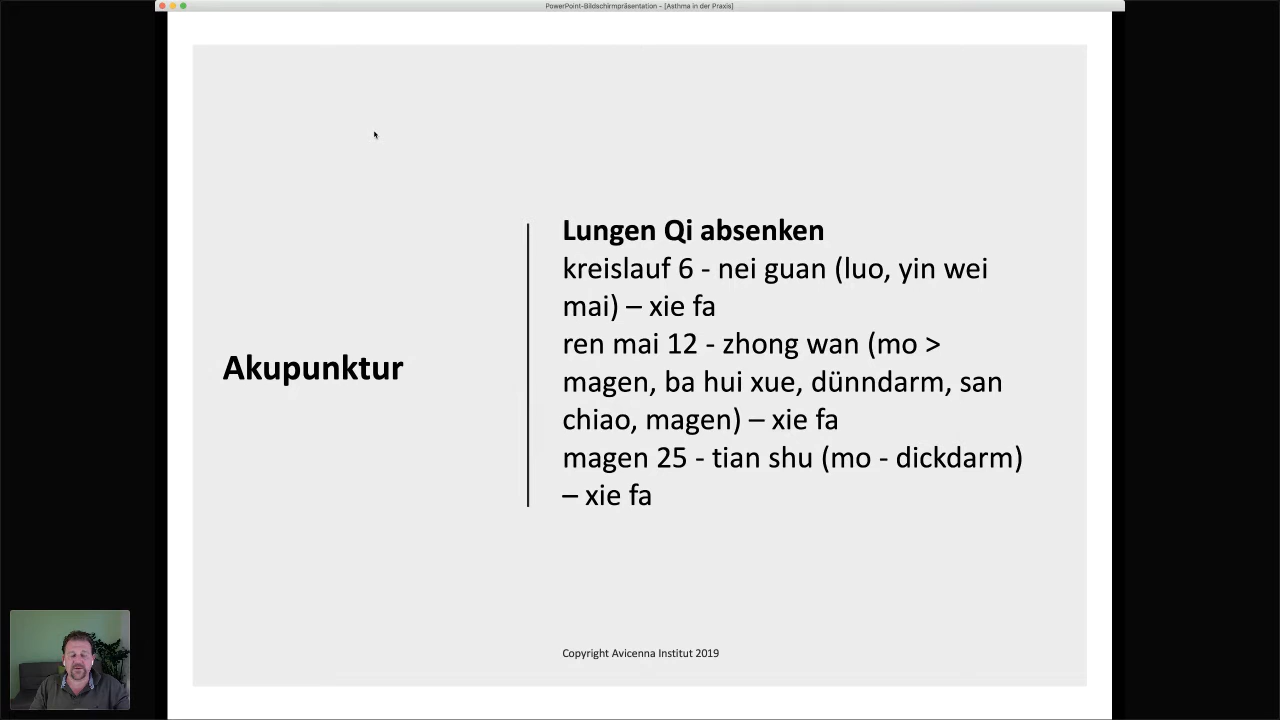 PowerPoint-Bildschirmpräsentation - [Asthma in der Praxis]
Akupunktur
Lungen Qi absenken
kreislauf 6 - nei guan (luo, yin wei
mai) – xie fa
ren mai 12 - zhong wan (mo >
magen, ba hui xue, dünndarm, san
chiao, magen) – xie fa
magen 25 - tian shu (mo - dickdarm)
– xie fa
Copyright Avicenna Institut 2019